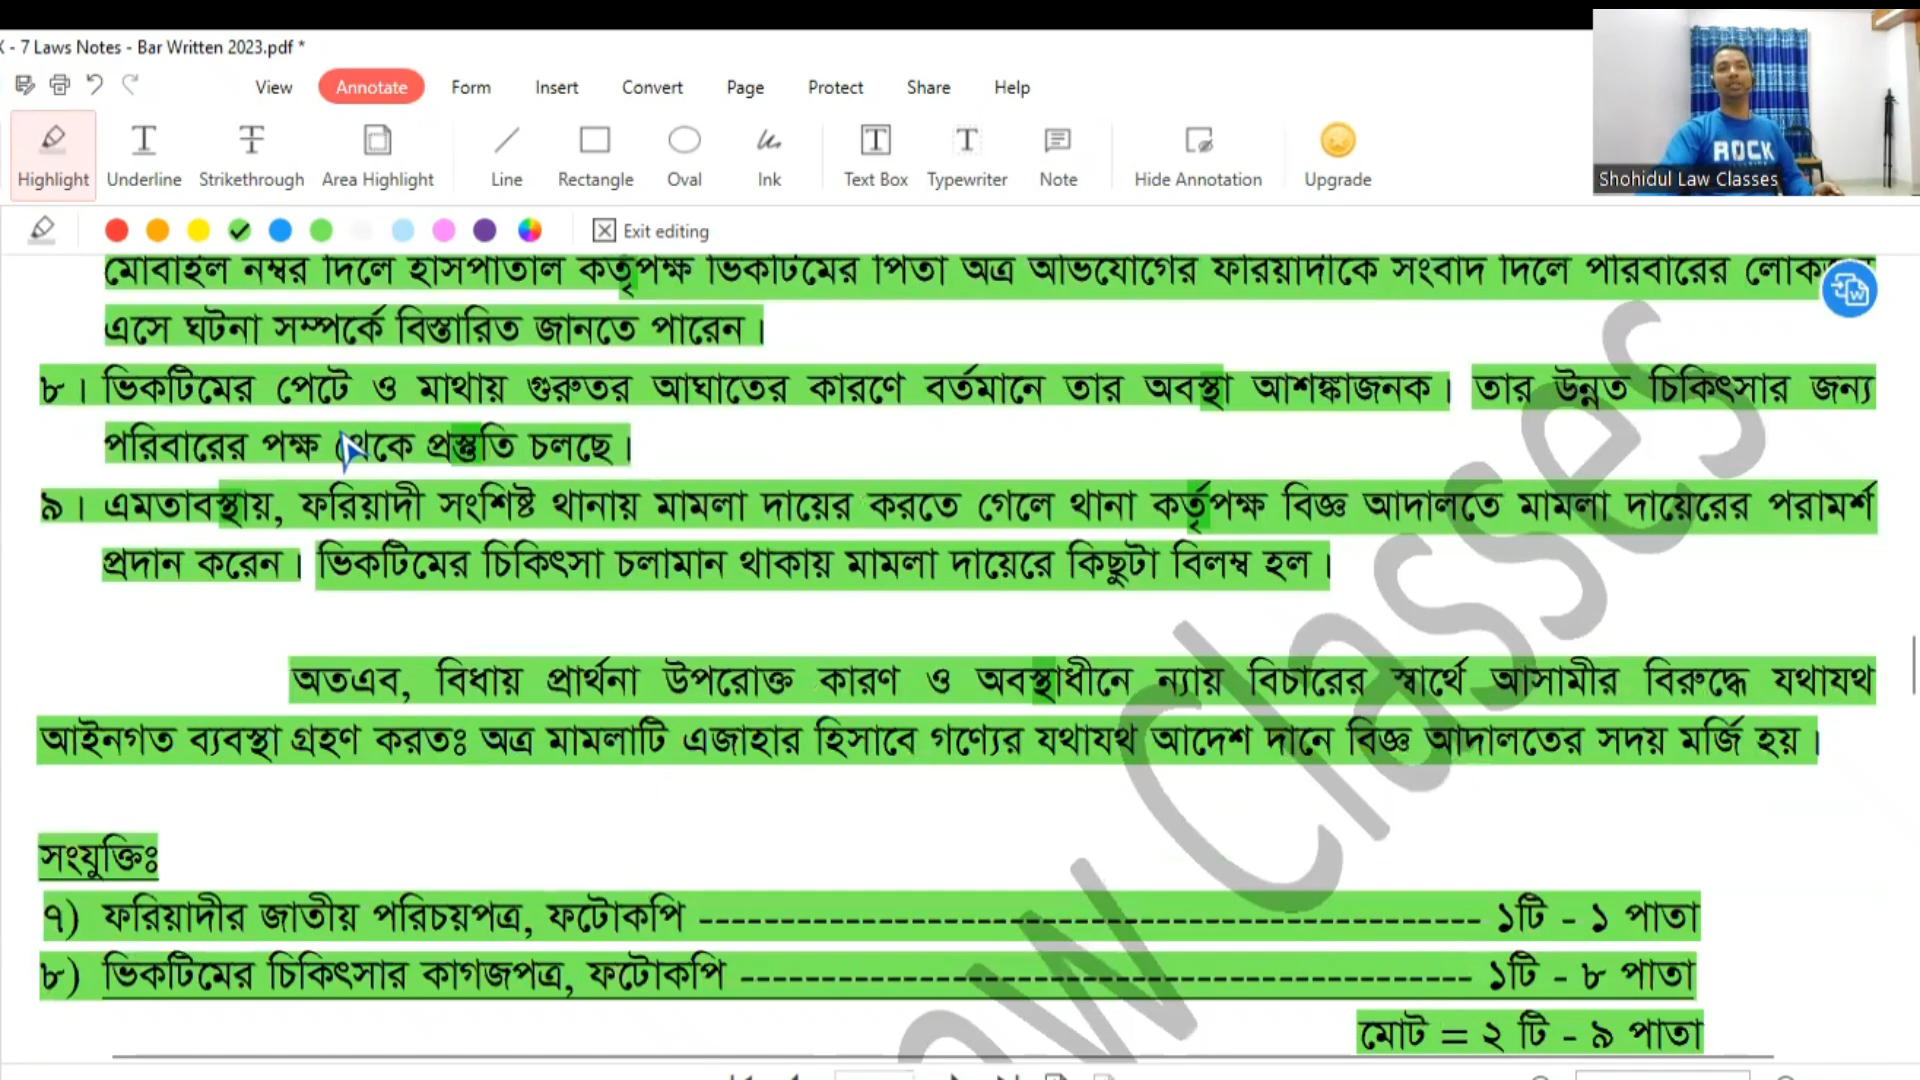 - 7 Laws Notes - Bar Written 2023.pdf *
View Annotate Form Insert Convert Page Protect Share Help
Highlight Underline Strikethrough Area Highlight Line Rectangle Oval Ink Text Box Typewriter Note Hide Annotation Upgrade
ROCK
Shohidul Law Classes
Exit editing
মোবাইল নম্বর দিলে হাসপাতাল কর্তৃপক্ষ ভিকটিমের পিতা অত্র অভিযোগের ফরিয়াদীকে সংবাদ দিলে পরিবারের
এসে ঘটনা সম্পর্কে বিস্তারিত জানতে পারেন।
৮। ভিকটিমের পেটে ও মাথায় গুরুতর আঘাতের কারণে বর্তমানে তার অবস্থা আশঙ্কাজনক। তার উন্নত চিকিৎসার জন্য
পরিবারের পক্ষ থেকে প্রস্তুতি চলছে।
৯। এমতাবস্থায়, ফরিয়াদী সংশিষ্ট থানায় মামলা দায়ের করতে গেলে থানা কর্তৃপক্ষ বিজ্ঞ আদালতে মামলা দায়েরের পরামর্শ
প্রদান করেন। ভিকটিমের চিকিৎসা চলামান থাকায় মামলা দায়েরে কিছুটা বিলম্ব হল।
অতএব, বিধায় প্রার্থনা উপরোক্ত কারণ ও অবস্থাধীনে ন্যায় বিচারের স্বার্থে আসামীর বিরুদ্ধে যথাযথ
আইনগত ব্যবস্থা গ্রহণ করতঃ অত্র মামলাটি এজাহার হিসাবে গণ্যের যথাযথ আদেশ দানে বিজ্ঞ আদালতের সদয় মর্জি হয়।
সংযুক্তিঃ
৭) ফরিয়াদীর জাতীয় পরিচয়পত্র, ফটোকপি ------------------------------------------------ ১টি - ১ পাতা
৮) ভিকটিমের চিকিৎসার কাগজপত্র, ফটোকপি --------------------------------------------- ১টি - ৮ পাতা
মোট = ২ টি - ৯ পাতা
aw Classes